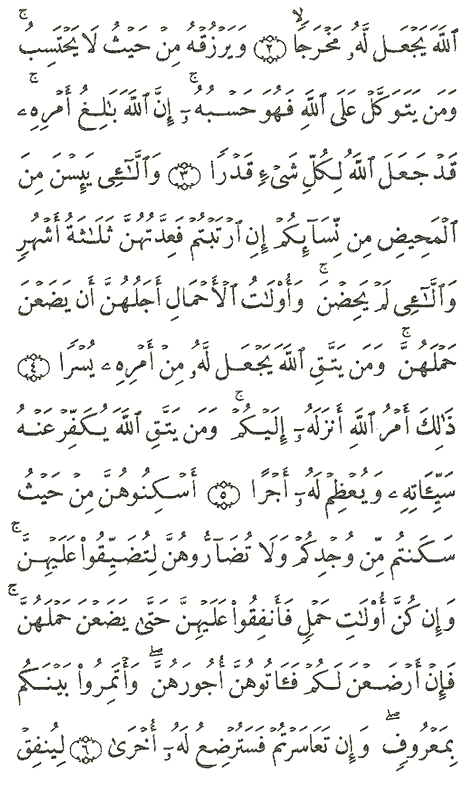 ٱللَّهَ يَجْعَل لَّهُۥ مَخْرَجًاۙ ٢ وَيَرْزُقْهُ مِنْ حَيْثُ لَا يَحْتَسِبُۚ
وَمَن يَتَوَكَّلْ عَلَى ٱللَّهِ فَهُوَ حَسْبُهُۥٓۚ إِنَّ ٱللَّهَ بَٰلِغُ أَمْرِهِۦ
قَدْ جَعَلَ ٱللَّهُ لِكُلِّ شَىْءٍ قَدْرًا ٣ وَٱلَّٰٓـِٔى يَئِسْنَ مِنَ
ٱلْمَحِيضِ مِن نِّسَآئِكُمْ إِنِ ٱرْتَبْتُمْ فَعِدَّتُهُنَّ ثَلَٰثَةُ أَشْهُرٍ
وَٱلَّٰٓـِٔى لَمْ يَحِضْنَۚ وَأُو۟لَٰتُ ٱلْأَحْمَالِ أَجَلُهُنَّ أَن يَضَعْنَ
حَمْلَهُنَّۚ وَمَن يَتَّقِ ٱللَّهَ يَجْعَل لَّهُۥ مِنْ أَمْرِهِۦ يُسْرًا ٤
ذَٰلِكَ أَمْرُ ٱللَّهِ أَنزَلَهُۥٓ إِلَيْكُمْۚ وَمَن يَتَّقِ ٱللَّهَ يُكَفِّرْ عَنْهُ
سَيِّـَٔاتِهِۦ وَيُعْظِمْ لَهُۥٓ أَجْرًا ٥ أَسْكِنُوهُنَّ مِنْ حَيْثُ
سَكَنتُم مِّن وُجْدِكُمْ وَلَا تُضَآرُّوهُنَّ لِتُضَيِّقُوا۟ عَلَيْهِنَّۚ
وَإِن كُنَّ أُو۟لَٰتِ حَمْلٍ فَأَنفِقُوا۟ عَلَيْهِنَّ حَتَّىٰ يَضَعْنَ حَمْلَهُنَّۚ
فَإِنْ أَرْضَعْنَ لَكُمْ فَـَٔاتُوهُنَّ أُجُورَهُنَّۖ وَأْتَمِرُوا۟ بَيْنَكُم
بِمَعْرُوفٍۖ وَإِن تَعَاسَرْتُمْ فَسَتُرْضِعُ لَهُۥٓ أُخْرَىٰ ٦ لِيُنفِقْ